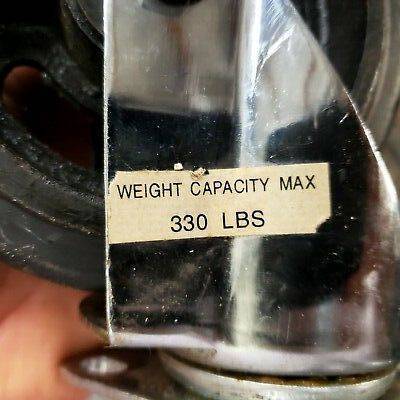 WEIGHT CAPACITY MAX
330 LBS